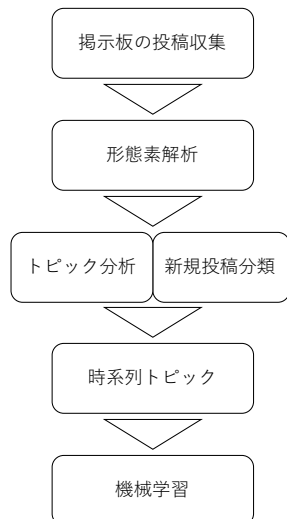 掲示板の投稿収集
形態素解析
トピック分析
新規投稿分類
時系列トピック
機械学習